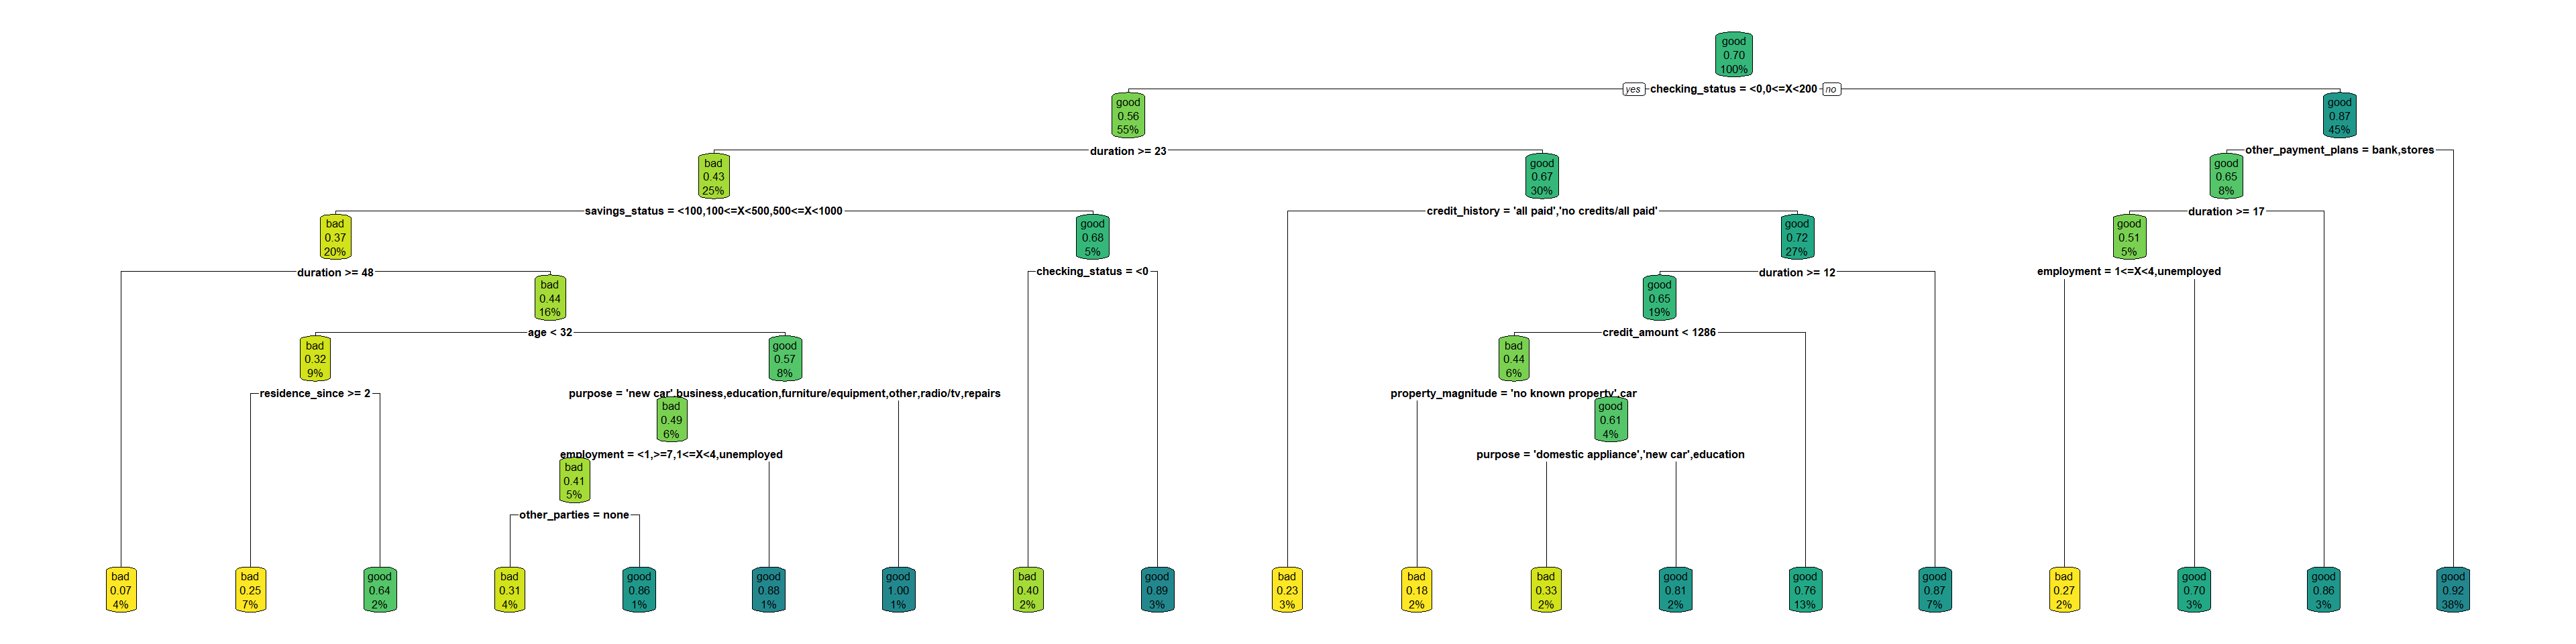 good
0.70
100%
yes checking_status = <0,0<=X<200 no
good
0.56
55%
good
0.87
45%
duration >= 23
other_payment_plans = bank,stores
bad
0.43
25%
good
0.67
30%
good
0.65
8%
savings_status = <100,100<=X<500,500<=X<1000
credit_history = 'all paid','no credits/all paid'
duration >= 17
bad
0.37
20%
good
0.68
5%
good
0.72
27%
good
0.51
5%
duration >= 48
checking_status = <0
duration >= 12
employment = 1<=X<4,unemployed
bad
0.44
16%
good
0.65
19%
age < 32
credit_amount < 1286
bad
0.32
9%
good
0.57
8%
bad
0.44
6%
residence_since >= 2
purpose = 'new car',business,education,furniture/equipment,other,radio/tv,repairs
property_magnitude = 'no known property',car
bad
0.49
6%
good
0.61
4%
employment = <1,>=7,1<=X<4,unemployed
purpose = 'domestic appliance','new car',education
bad
0.41
5%
other_parties = none
bad
0.07
4%
bad
0.25
7%
good
0.64
2%
bad
0.31
4%
good
0.86
1%
good
0.88
1%
good
1.00
1%
bad
0.40
2%
good
0.89
3%
bad
0.23
3%
bad
0.18
2%
bad
0.33
2%
good
0.81
2%
good
0.76
13%
good
0.87
7%
bad
0.27
2%
good
0.70
3%
good
0.86
3%
good
0.92
38%